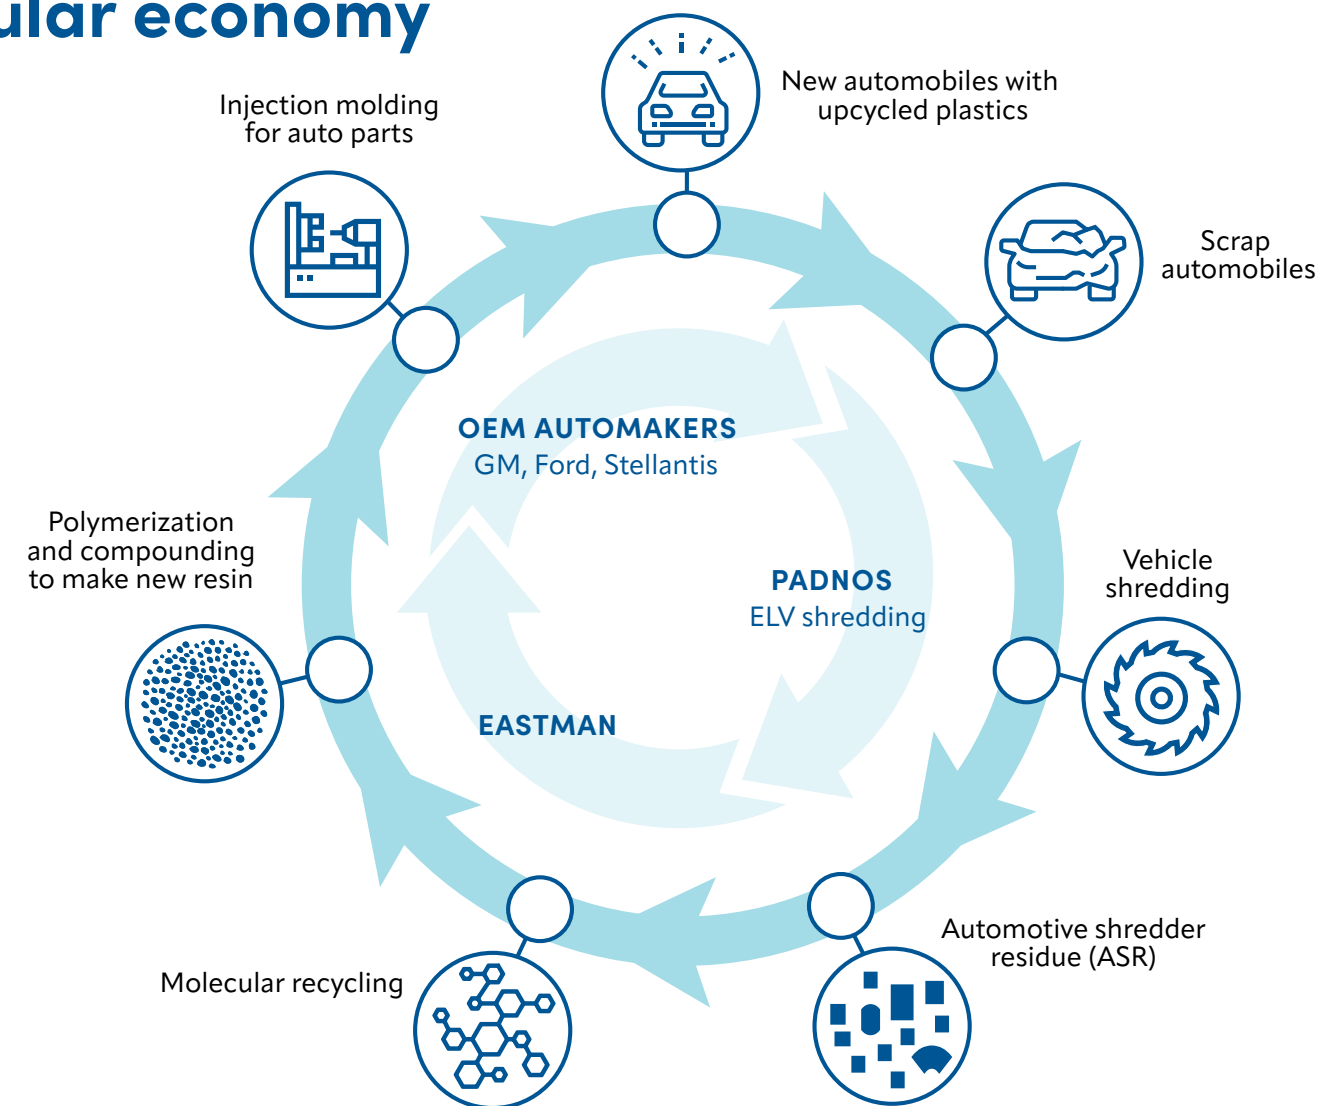 ular economy
New automobiles with
upcycled plastics
Injection molding
for auto parts
Scrap
automobiles
OEM AUTOMAKERS
GM, Ford, Stellantis
Polymerization
and compounding
to make new resin
Vehicle
shredding
PADNOS
ELV shredding
EASTMAN
Automotive shredder
residue (ASR)
Molecular recycling